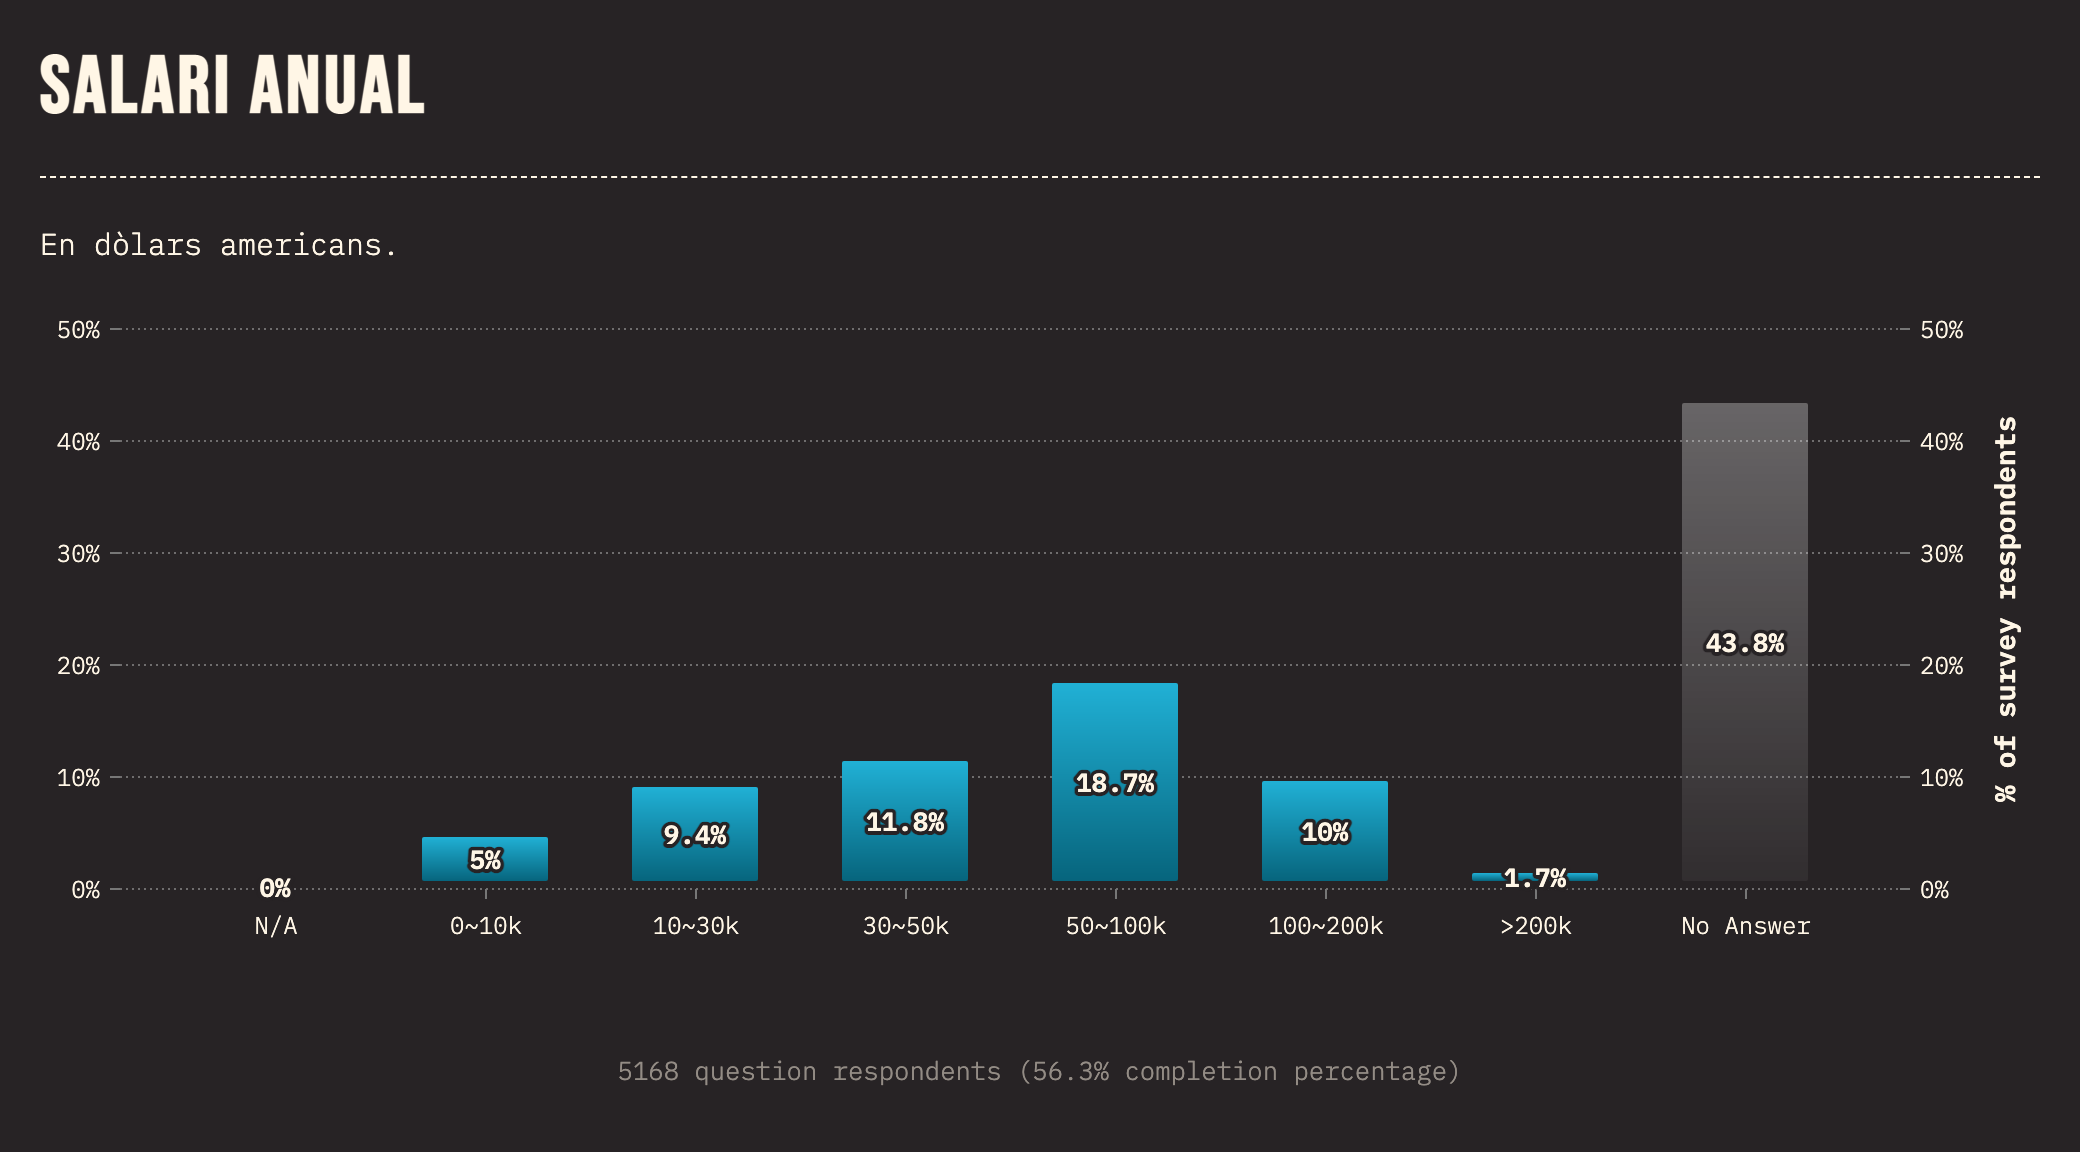 SALARI ANUAL
En dòlars americans.
50% 50%
40% 40%
30% 30%
20% 20%
10% 10%
0% 0%
% of survey respondents
0% 5% 9.4% 11.8% 18.7% 10% 1.7% 43.8%
N/A 0~10k 10~30k 30~50k 50~100k 100~200k >200k No Answer
5168 question respondents (56.3% completion percentage)